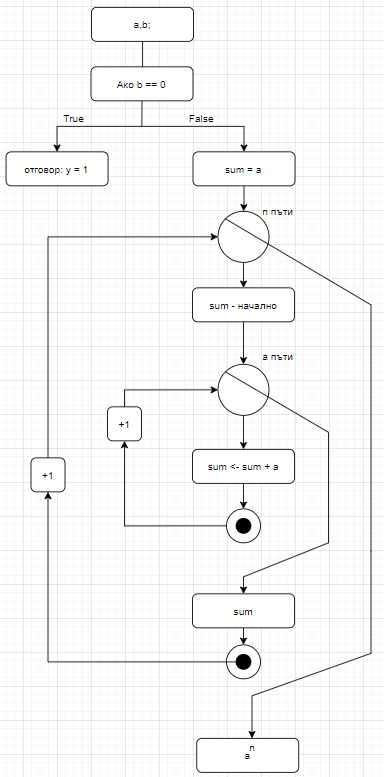 a,b;
Ако b == 0
True
False
отговор: y = 1
sum = a
n пъти
sum - начално
a пъти
+1
sum <- sum + a
+1
sum
n
a